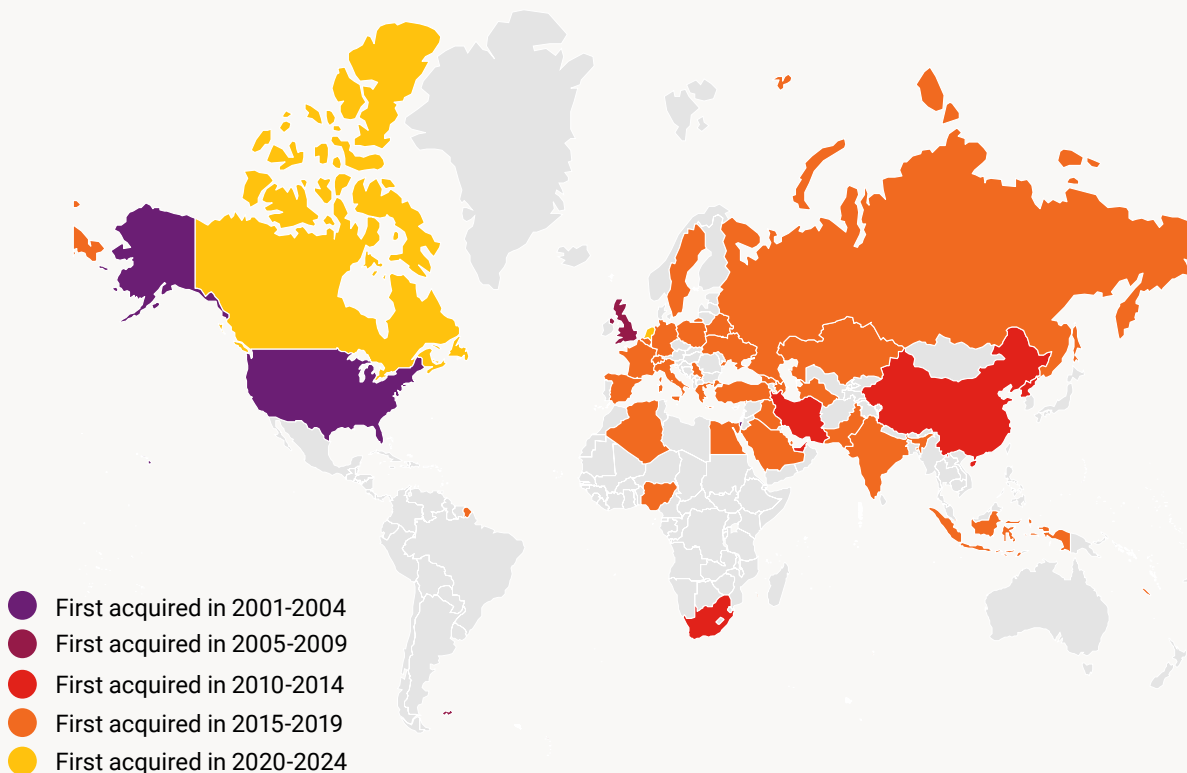 First acquired in 2001-2004
First acquired in 2005-2009
First acquired in 2010-2014
First acquired in 2015-2019
First acquired in 2020-2024